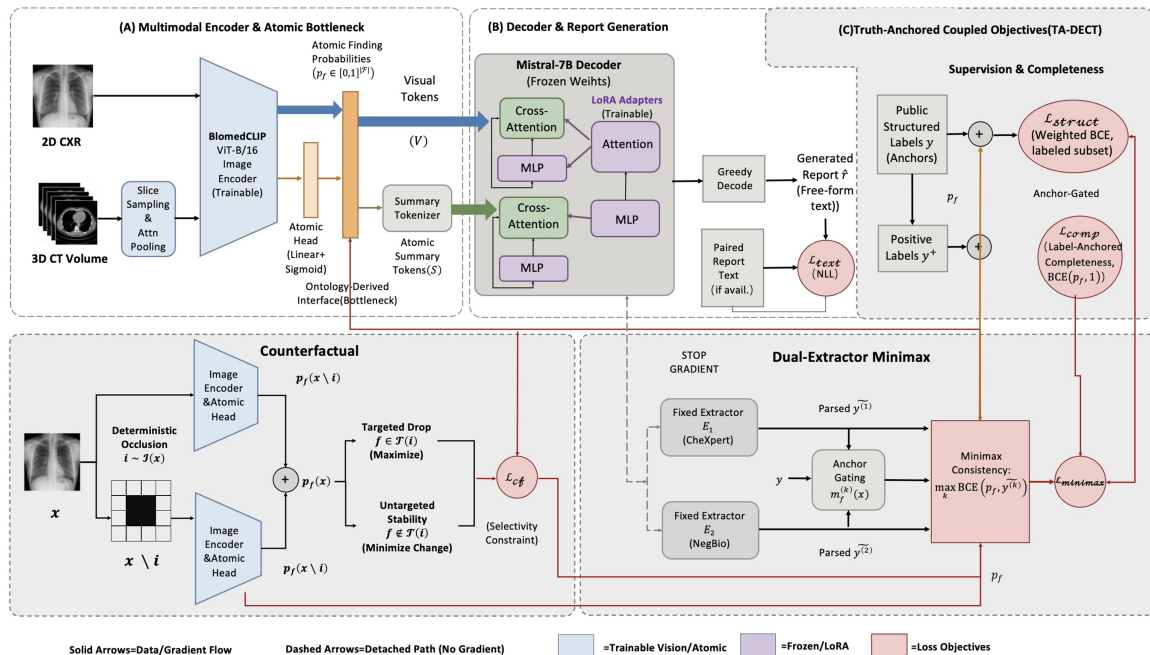 (A) Multimodal Encoder & Atomic Bottleneck
2D CXR
3D CT Volume
Slice
Sampling
&
Attn
Pooling
BlomedCLIP
ViT-B/16
Image
Encoder
(Trainable)
Atomic Finding
Probabilities
(p_f ∈ [0,1]^|ℱ|)
Atomic
Head
(Linear+
Sigmoid)
Ontology-Derived
Interface(Bottleneck)
Visual
Tokens
(V)
Summary
Tokenizer
Atomic
Summary
Tokens(S)
(B) Decoder & Report Generation
Mistral-7B Decoder
(Frozen Weihts)
LoRA Adapters
(Trainable)
Cross-
Attention
Attention
MLP
Cross-
Attention
MLP
MLP
Greedy
Decode
Generated
Report r̂
(Free-form
text))
Paired
Report
Text
(if avail.)
ℒ_text
(NLL)
(C)Truth-Anchored Coupled Objectives(TA-DECT)
Supervision & Completeness
Public
Structured
Labels y
(Anchors)
+
ℒ_struct
(Weighted BCE,
labeled subset)
p_f
Anchor-Gated
Positive
Labels y⁺
+
ℒ_comp
(Label-Anchored
Completeness,
BCE(p_f, 1))
Counterfactual
x
Deterministic
Occlusion
i ~ ℐ(x)
x \ i
Image
Encoder
&Atomic
Head
p_f(x \ i)
Image
Encoder
&Atomic
Head
p_f(x \ i)
+
p_f(x)
Targeted Drop
f ∈ 𝒯(i)
(Maximize)
Untargeted
Stability
f ∉ 𝒯(i)
(Minimize Change)
ℒ_cf
(Selectivity
Constraint)
Dual-Extractor Minimax
STOP
GRADIENT
Fixed Extractor
E₁
(CheXpert)
Parsed ỹ^(1)
y
Anchor
Gating
m_f^(k)(x)
Fixed Extractor
E₂
(NegBio)
Parsed ỹ^(2)
Minimax
Consistency:
max_k BCE(p_f, ỹ^(k))
ℒ_minimax
p_f
Solid Arrows=Data/Gradient Flow
Dashed Arrows=Detached Path (No Gradient)
=Trainable Vision/Atomic
=Frozen/LoRA
=Loss Objectives